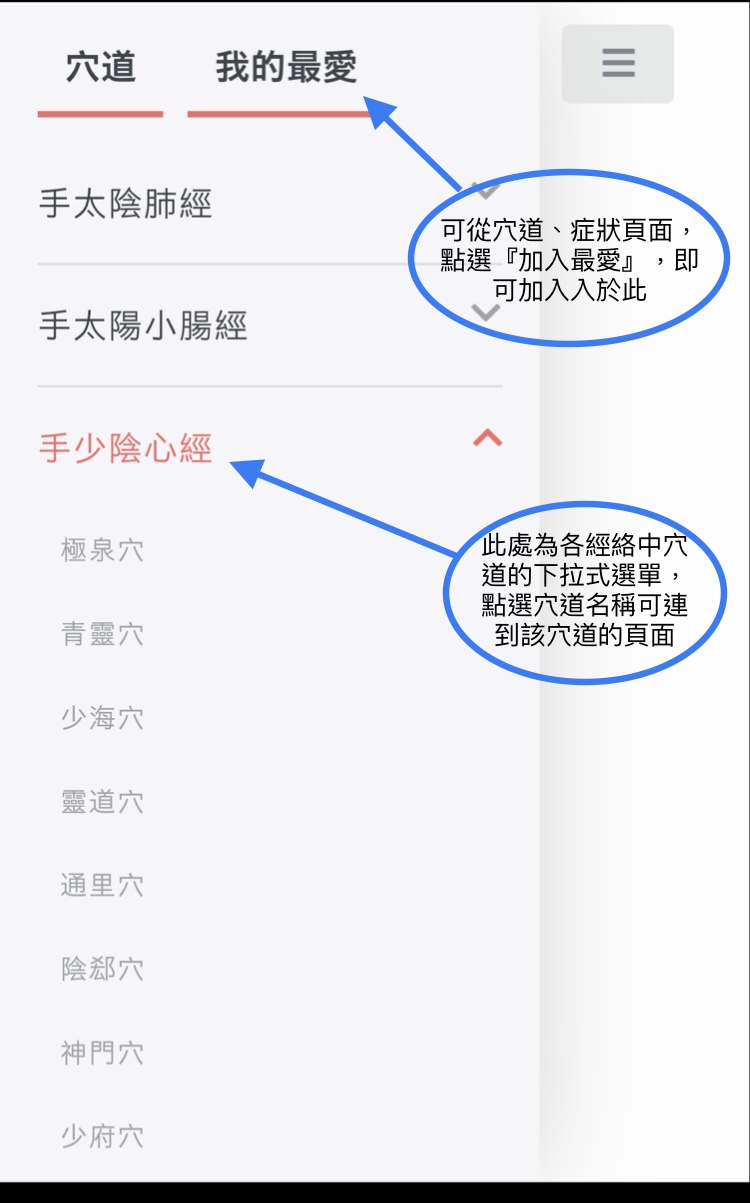 穴道 我的最愛
手太陰肺經
可從穴道、症狀頁面，
點選『加入最愛』，即
可加入入於此
手太陽小腸經
手少陰心經
此處為各經絡中穴
道的下拉式選單，
點選穴道名稱可連
到該穴道的頁面
極泉穴
青靈穴
少海穴
靈道穴
通里穴
陰郄穴
神門穴
少府穴